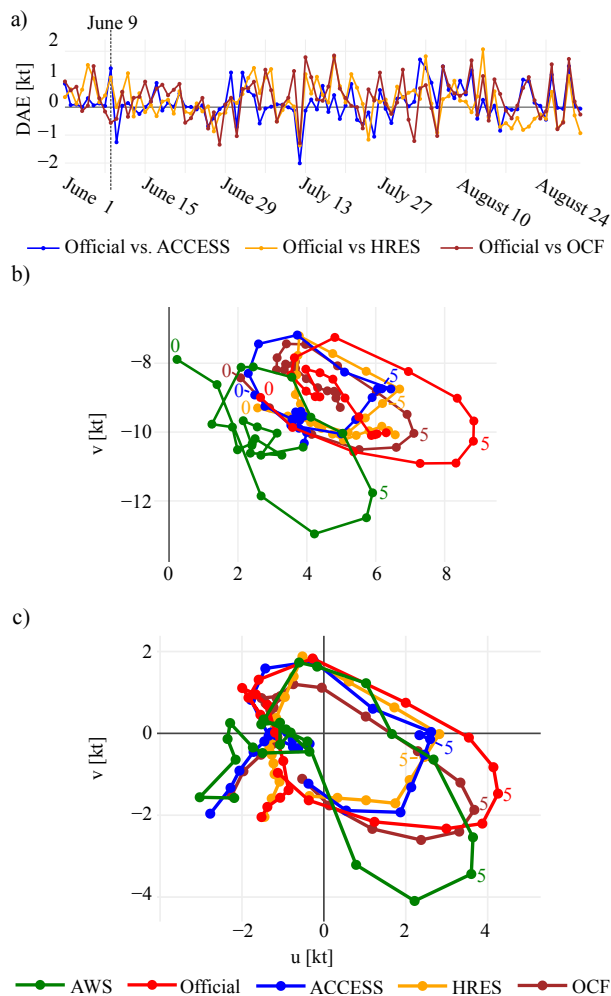 a)
June 9
DAE [kt]
2
1
0
−1
−2
June 1
June 15
June 29
July 13
July 27
August 10
August 24
Official vs. ACCESS
Official vs HRES
Official vs OCF
b)
v [kt]
−8
−10
−12
0
2
4
6
8
0
0
0
0
0
5
5
5
5
5
c)
v [kt]
2
0
−2
−4
−2
0
2
4
u [kt]
5
5
5
5
5
AWS
Official
ACCESS
HRES
OCF